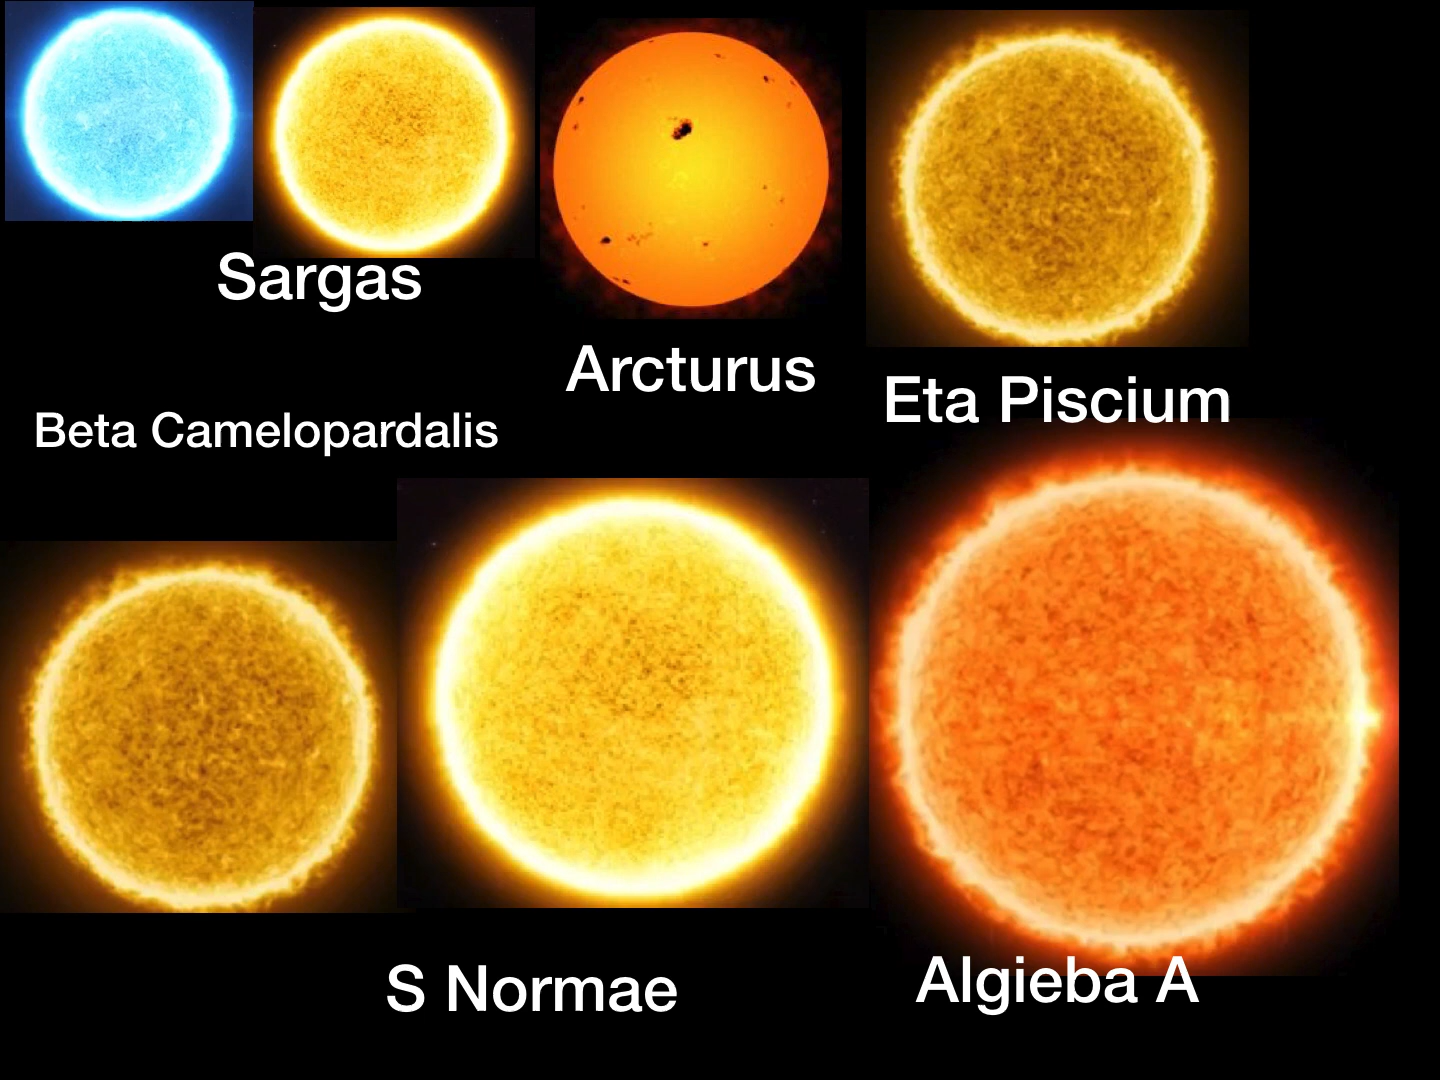 Sargas
Arcturus
Eta Piscium
Beta Camelopardalis
S Normae
Algieba A